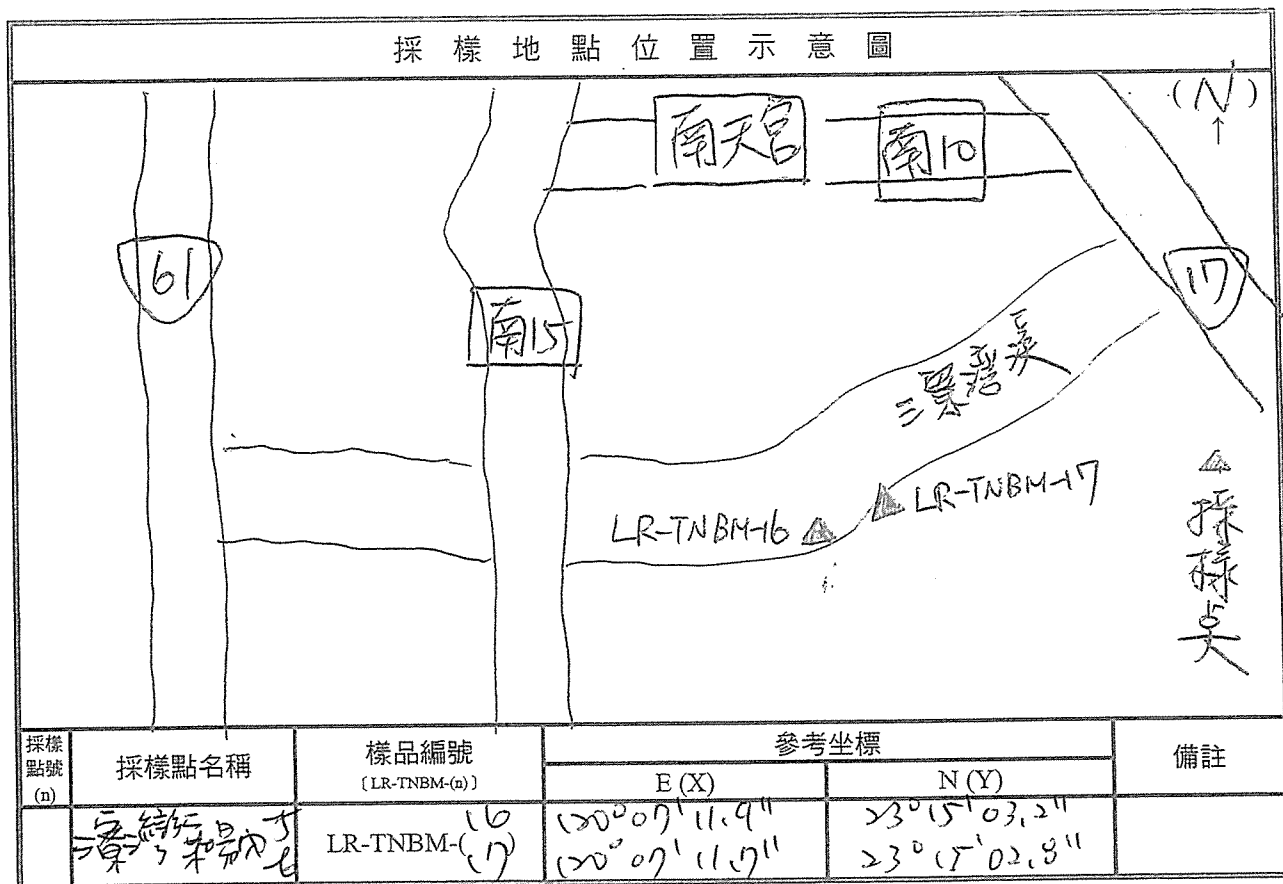 採樣地點位置示意圖
(N)
↑
南天宮
南10
61
17
南15
三寮灣溪
LR-TNBM-17
LR-TNBM-16
採樣点
採樣點號(n)
採樣點名稱
樣品編號
〔LR-TNBM-(n)〕
參考坐標
E (X)
N (Y)
備註
LR-TNBM-(16
17)
120° 07' 11.9"
23° 15' 03.2"
120° 07' 11.7"
23° 15' 02.8"